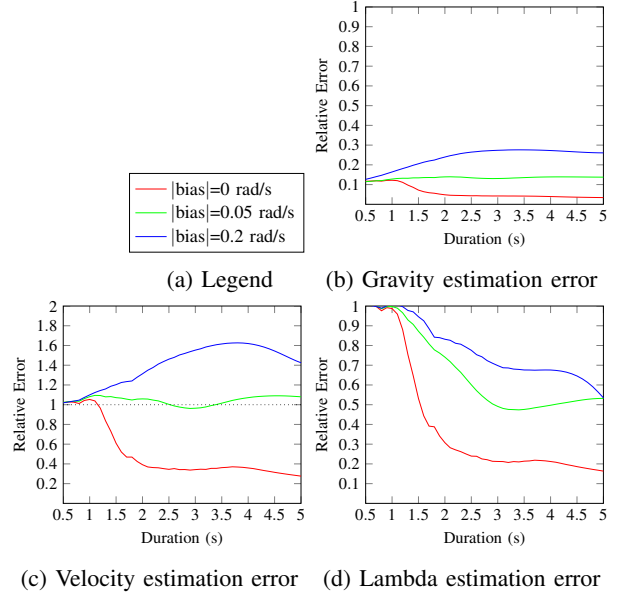 |bias|=0 rad/s
|bias|=0.05 rad/s
|bias|=0.2 rad/s
(a) Legend
1
0.9
0.8
0.7
0.6
0.5
0.4
0.3
0.2
0.1
Relative Error
0.5 1 1.5 2 2.5 3 3.5 4 4.5 5
Duration (s)
(b) Gravity estimation error
2
1.8
1.6
1.4
1.2
1
0.8
0.6
0.4
0.2
Relative Error
0.5 1 1.5 2 2.5 3 3.5 4 4.5 5
Duration (s)
(c) Velocity estimation error
1
0.9
0.8
0.7
0.6
0.5
0.4
0.3
0.2
0.1
Relative Error
0.5 1 1.5 2 2.5 3 3.5 4 4.5 5
Duration (s)
(d) Lambda estimation error